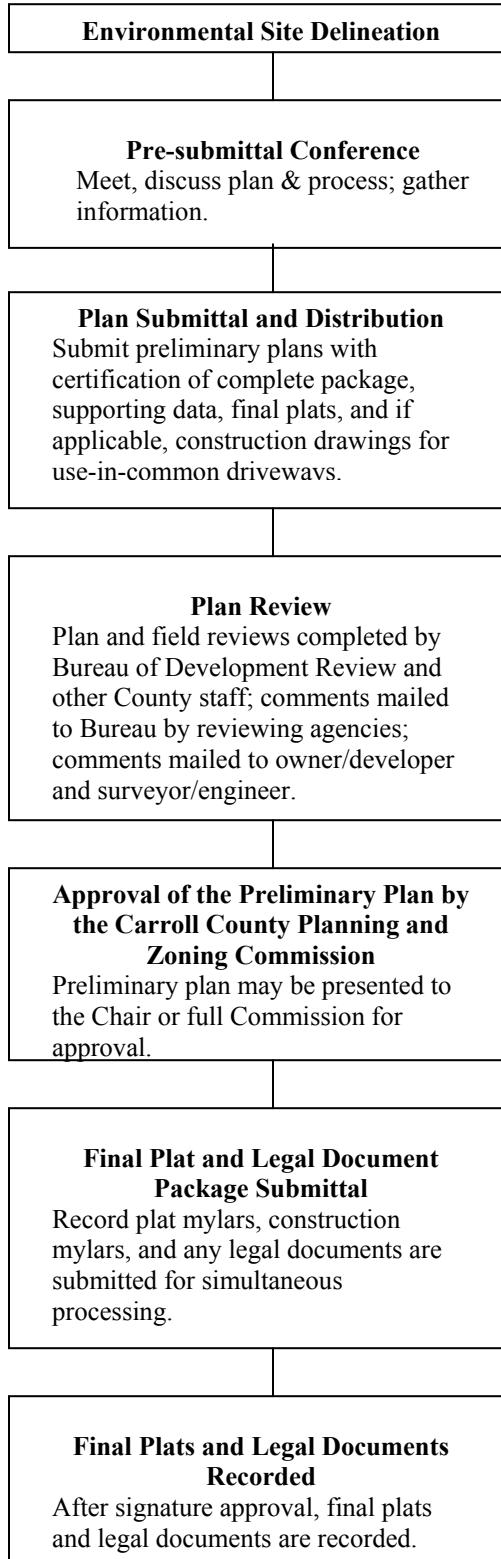 Environmental Site Delineation
Pre-submittal Conference
Meet, discuss plan & process; gather
information.
Plan Submittal and Distribution
Submit preliminary plans with
certification of complete package,
supporting data, final plats, and if
applicable, construction drawings for
use-in-common driveways.
Plan Review
Plan and field reviews completed by
Bureau of Development Review and
other County staff; comments mailed
to Bureau by reviewing agencies;
comments mailed to owner/developer
and surveyor/engineer.
Approval of the Preliminary Plan by
the Carroll County Planning and
Zoning Commission
Preliminary plan may be presented to
the Chair or full Commission for
approval.
Final Plat and Legal Document
Package Submittal
Record plat mylars, construction
mylars, and any legal documents are
submitted for simultaneous
processing.
Final Plats and Legal Documents
Recorded
After signature approval, final plats
and legal documents are recorded.